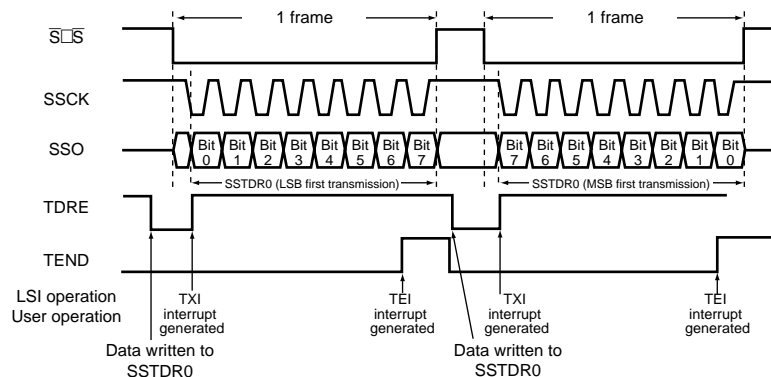 1 frame 1 frame
S□S
SSCK
SSO
Bit 0 Bit 1 Bit 2 Bit 3 Bit 4 Bit 5 Bit 6 Bit 7 Bit 7 Bit 6 Bit 5 Bit 4 Bit 3 Bit 2 Bit 1 Bit 0
SSTDR0 (LSB first transmission) SSTDR0 (MSB first transmission)
TDRE
TEND
LSI operation
User operation
TXI interrupt generated
TEI interrupt generated
TXI interrupt generated
TEI interrupt generated
Data written to SSTDR0
Data written to SSTDR0